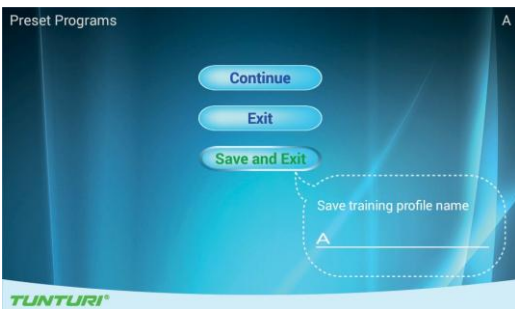 Preset Programs
A
Continue
Exit
Save and Exit
Save training profile name
A
TUNTURI®